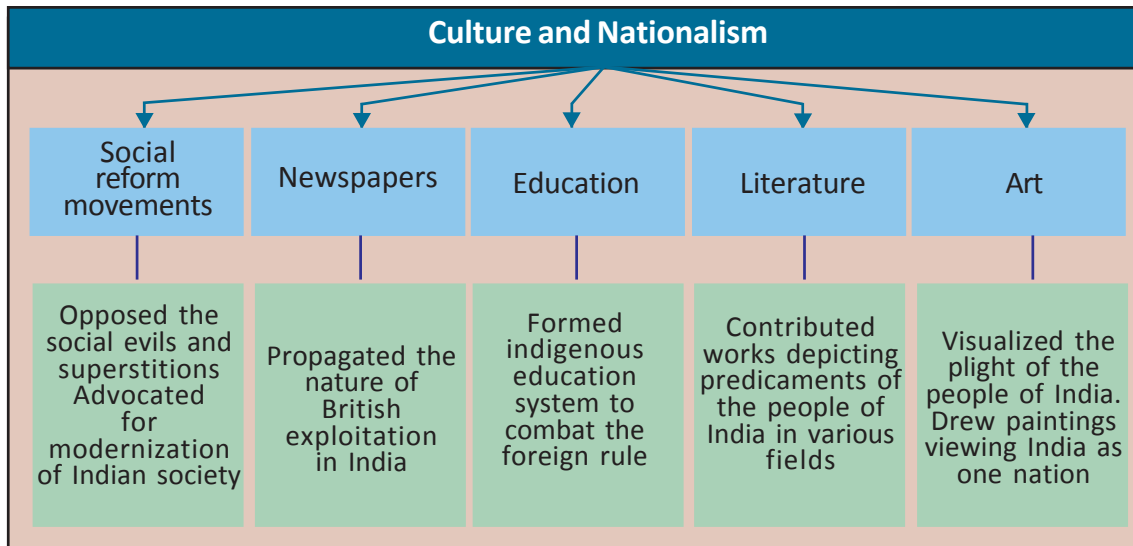 Culture and Nationalism
Social
reform
movements
Newspapers
Education
Literature
Art
Opposed the
social evils and
superstitions
Advocated
for
modernization
of Indian society
Propagated the
nature of
British
exploitation
in India
Formed
indigenous
education
system to
combat the
foreign rule
Contributed
works depicting
predicaments of
the people of
India in various
fields
Visualized the
plight of the
people of India.
Drew paintings
viewing India as
one nation